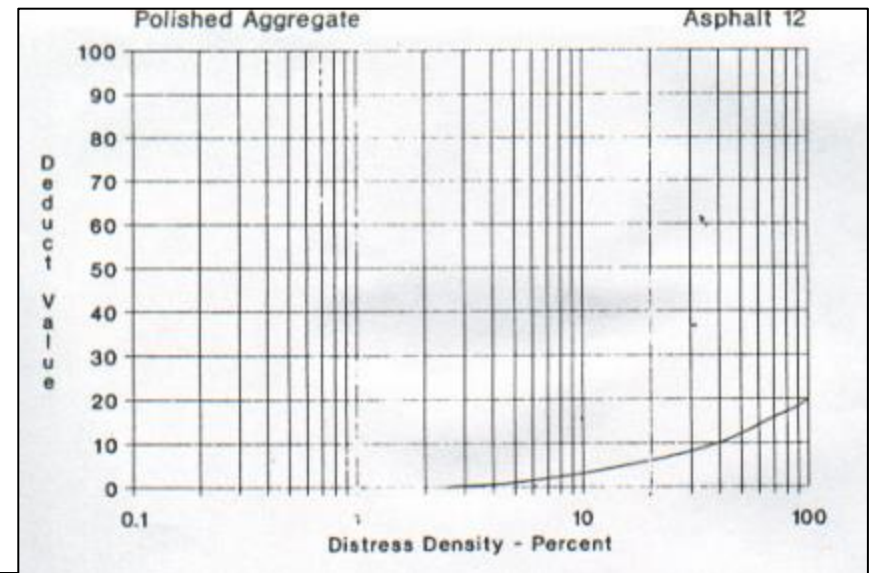 Polished Aggregate Asphalt 12
100
90
80
70
60
50
40
30
20
10
0
Deduct Value
0.1 1 10 100
Distress Density - Percent